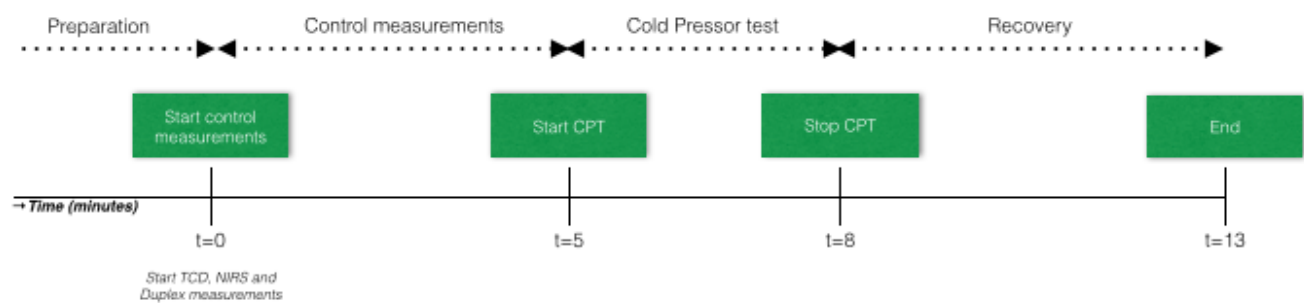 Preparation
Control measurements
Cold Pressor test
Recovery
Start control
measurements
Start CPT
Stop CPT
End
→ Time (minutes)
t=0
t=5
t=8
t=13
Start TCD, NIRS and
Duplex measurements